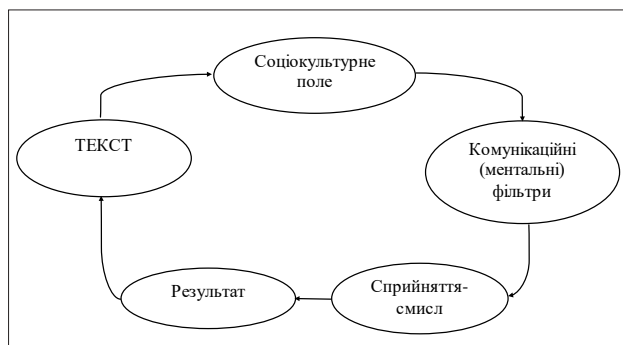 Соціокультурне
поле
ТЕКСТ
Комунікаційні
(ментальні)
фільтри
Результат
Сприйняття-
смисл